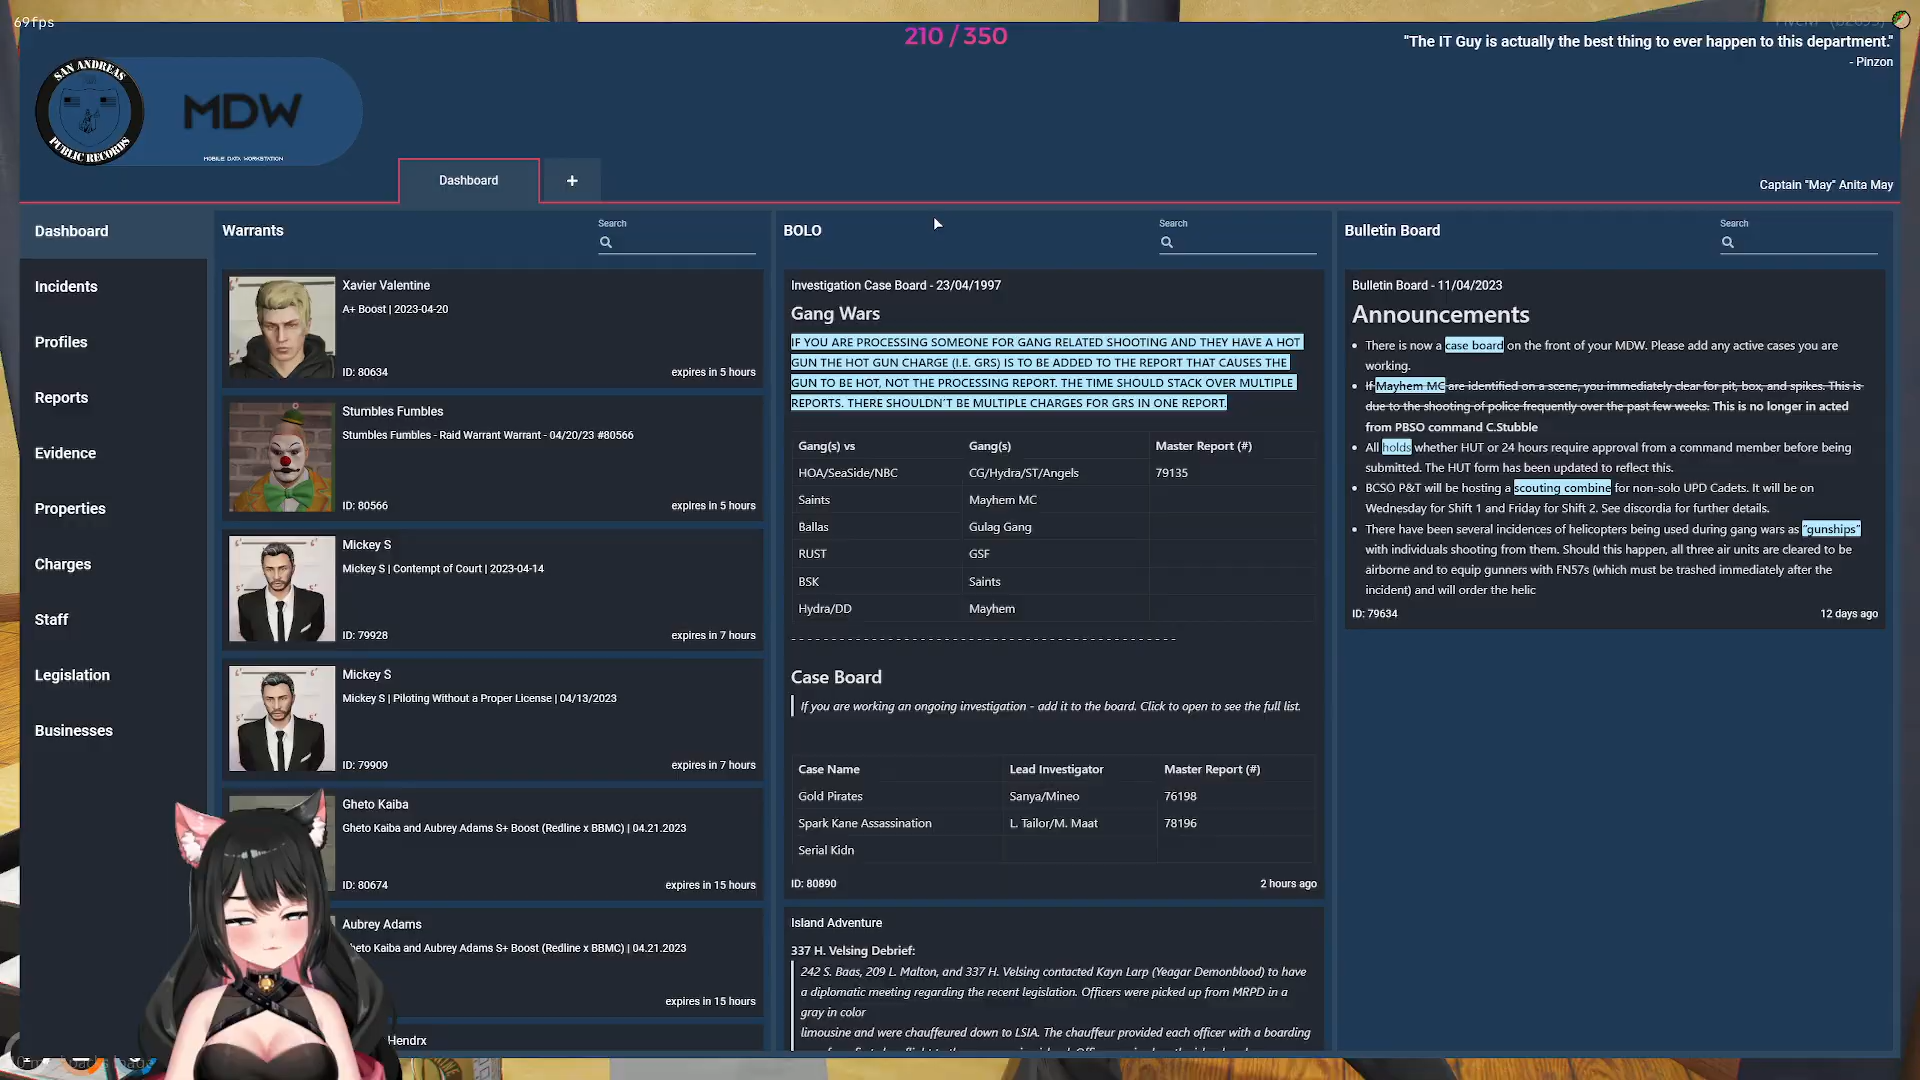 69fps
210 / 350
"The IT Guy is actually the best thing to ever happen to this department."
- Pinzon
SAN ANDREAS
PUBLIC RECORDS
MDW
MOBILE DATA WORKSTATION
Dashboard
+
Captain "May" Anita May
Dashboard
Incidents
Profiles
Reports
Evidence
Properties
Charges
Staff
Legislation
Businesses
Warrants
Search
Xavier Valentine
A+ Boost | 2023-04-20
ID: 80634
expires in 5 hours
Stumbles Fumbles
Stumbles Fumbles - Raid Warrant Warrant - 04/20/23 #80566
ID: 80566
expires in 5 hours
Mickey S
Mickey S | Contempt of Court | 2023-04-14
ID: 79928
expires in 7 hours
Mickey S
Mickey S | Piloting Without a Proper License | 04/13/2023
ID: 79909
expires in 7 hours
Gheto Kaiba
Gheto Kaiba and Aubrey Adams S+ Boost (Redline x BBMC) | 04.21.2023
ID: 80674
expires in 15 hours
Aubrey Adams
heto Kaiba and Aubrey Adams S+ Boost (Redline x BBMC) | 04.21.2023
expires in 15 hours
Hendrx
BOLO
Search
Investigation Case Board - 23/04/1997
Gang Wars
IF YOU ARE PROCESSING SOMEONE FOR GANG RELATED SHOOTING AND THEY HAVE A HOT
GUN THE HOT GUN CHARGE (I.E. GRS) IS TO BE ADDED TO THE REPORT THAT CAUSES THE
GUN TO BE HOT, NOT THE PROCESSING REPORT. THE TIME SHOULD STACK OVER MULTIPLE
REPORTS. THERE SHOULDN'T BE MULTIPLE CHARGES FOR GRS IN ONE REPORT.
Gang(s) vs Gang(s) Master Report (#)
HOA/SeaSide/NBC CG/Hydra/ST/Angels 79135
Saints Mayhem MC
Ballas Gulag Gang
RUST GSF
BSK Saints
Hydra/DD Mayhem
Case Board
If you are working an ongoing investigation - add it to the board. Click to open to see the full list.
Case Name Lead Investigator Master Report (#)
Gold Pirates Sanya/Mineo 76198
Spark Kane Assassination L. Tailor/M. Maat 78196
Serial Kidn
ID: 80890
2 hours ago
Island Adventure
337 H. Velsing Debrief:
242 S. Baas, 209 L. Malton, and 337 H. Velsing contacted Kayn Larp (Yeagar Demonblood) to have
a diplomatic meeting regarding the recent legislation. Officers were picked up from MRPD in a
gray in color
limousine and were chauffeured down to LSIA. The chauffeur provided each officer with a boarding
Bulletin Board
Search
Bulletin Board - 11/04/2023
Announcements
• There is now a case board on the front of your MDW. Please add any active cases you are
working.
• If Mayhem MC are identified on a scene, you immediately clear for pit, box, and spikes. This is
due to the shooting of police frequently over the past few weeks. This is no longer in acted
from PBSO command C.Stubble
• All holds whether HUT or 24 hours require approval from a command member before being
submitted. The HUT form has been updated to reflect this.
• BCSO P&T will be hosting a scouting combine for non-solo UPD Cadets. It will be on
Wednesday for Shift 1 and Friday for Shift 2. See discordia for further details.
• There have been several incidences of helicopters being used during gang wars as "gunships"
with individuals shooting from them. Should this happen, all three air units are cleared to be
airborne and to equip gunners with FN57s (which must be trashed immediately after the
incident) and will order the helic
ID: 79634
12 days ago